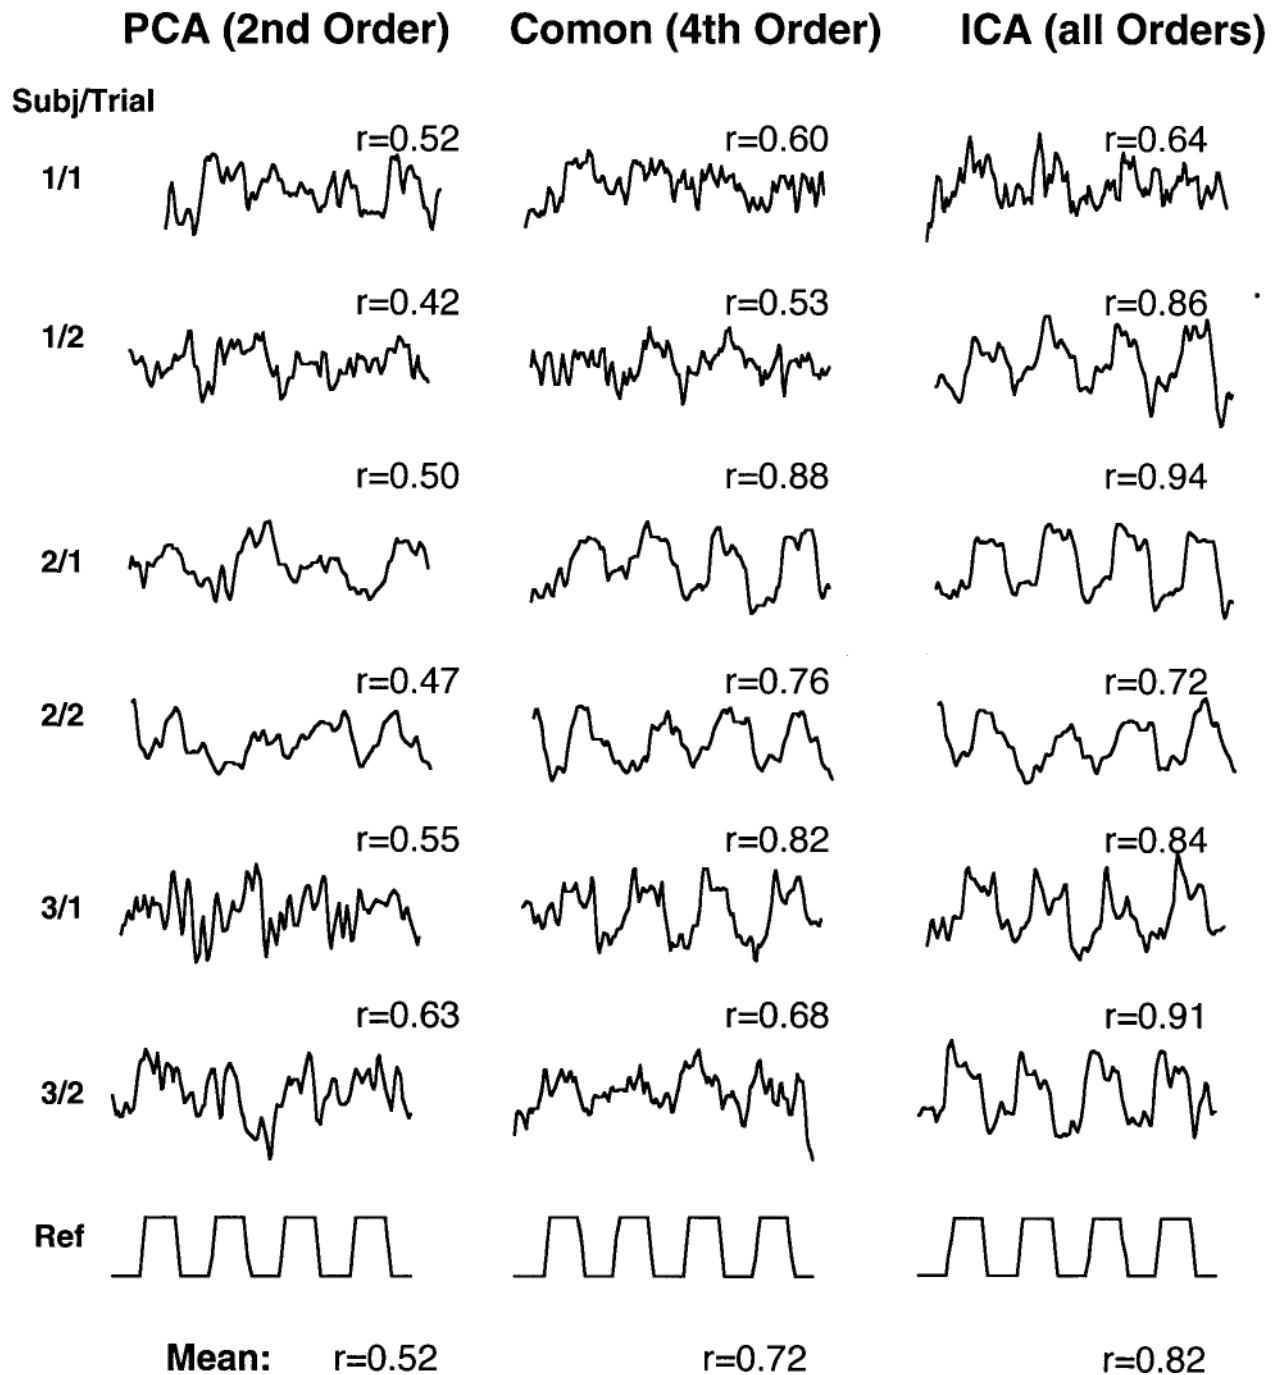 PCA (2nd Order) Comon (4th Order) ICA (all Orders)
Subj/Trial
1/1 r=0.52 r=0.60 r=0.64
1/2 r=0.42 r=0.53 r=0.86
2/1 r=0.50 r=0.88 r=0.94
2/2 r=0.47 r=0.76 r=0.72
3/1 r=0.55 r=0.82 r=0.84
3/2 r=0.63 r=0.68 r=0.91
Ref
Mean: r=0.52 r=0.72 r=0.82